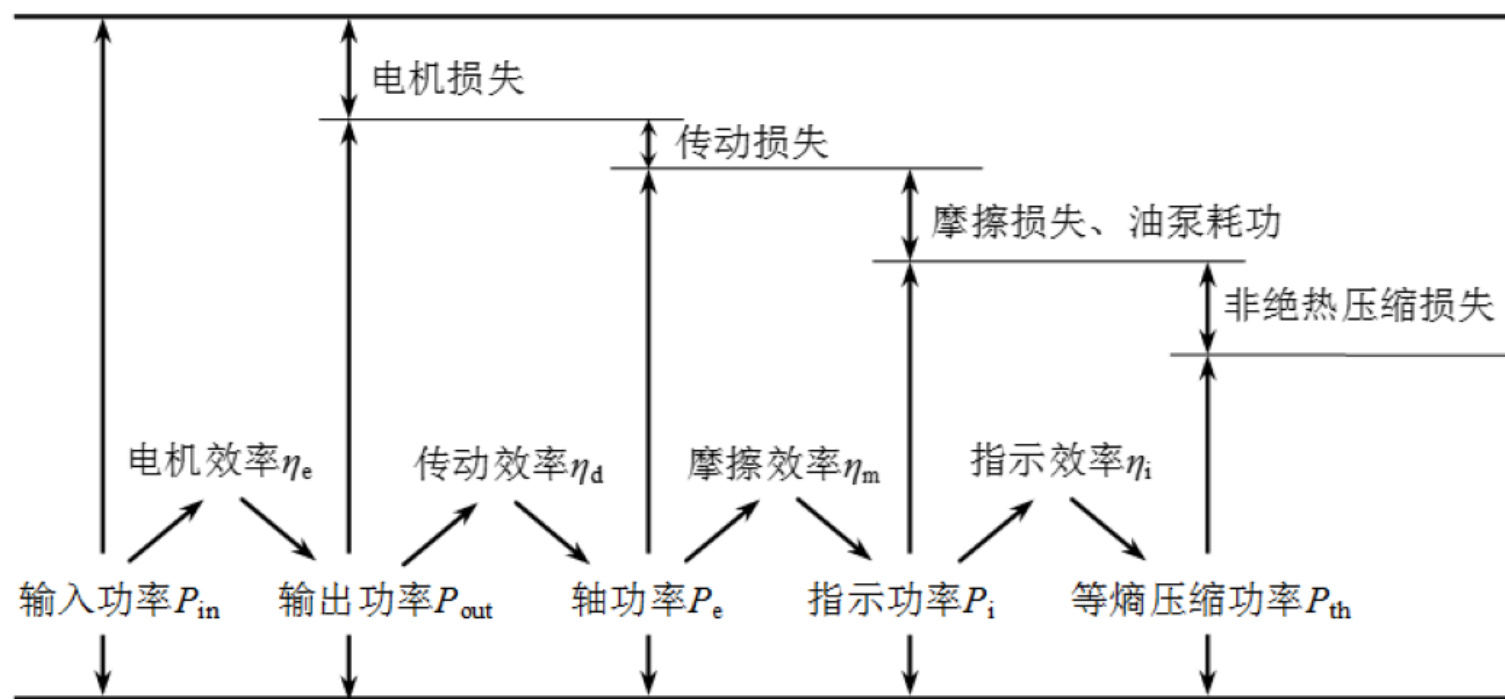 电机损失
传动损失
摩擦损失、油泵耗功
非绝热压缩损失
电机效率ηe 传动效率ηd 摩擦效率ηm 指示效率ηi
输入功率Pin 输出功率Pout 轴功率Pe 指示功率Pi 等熵压缩功率Pth